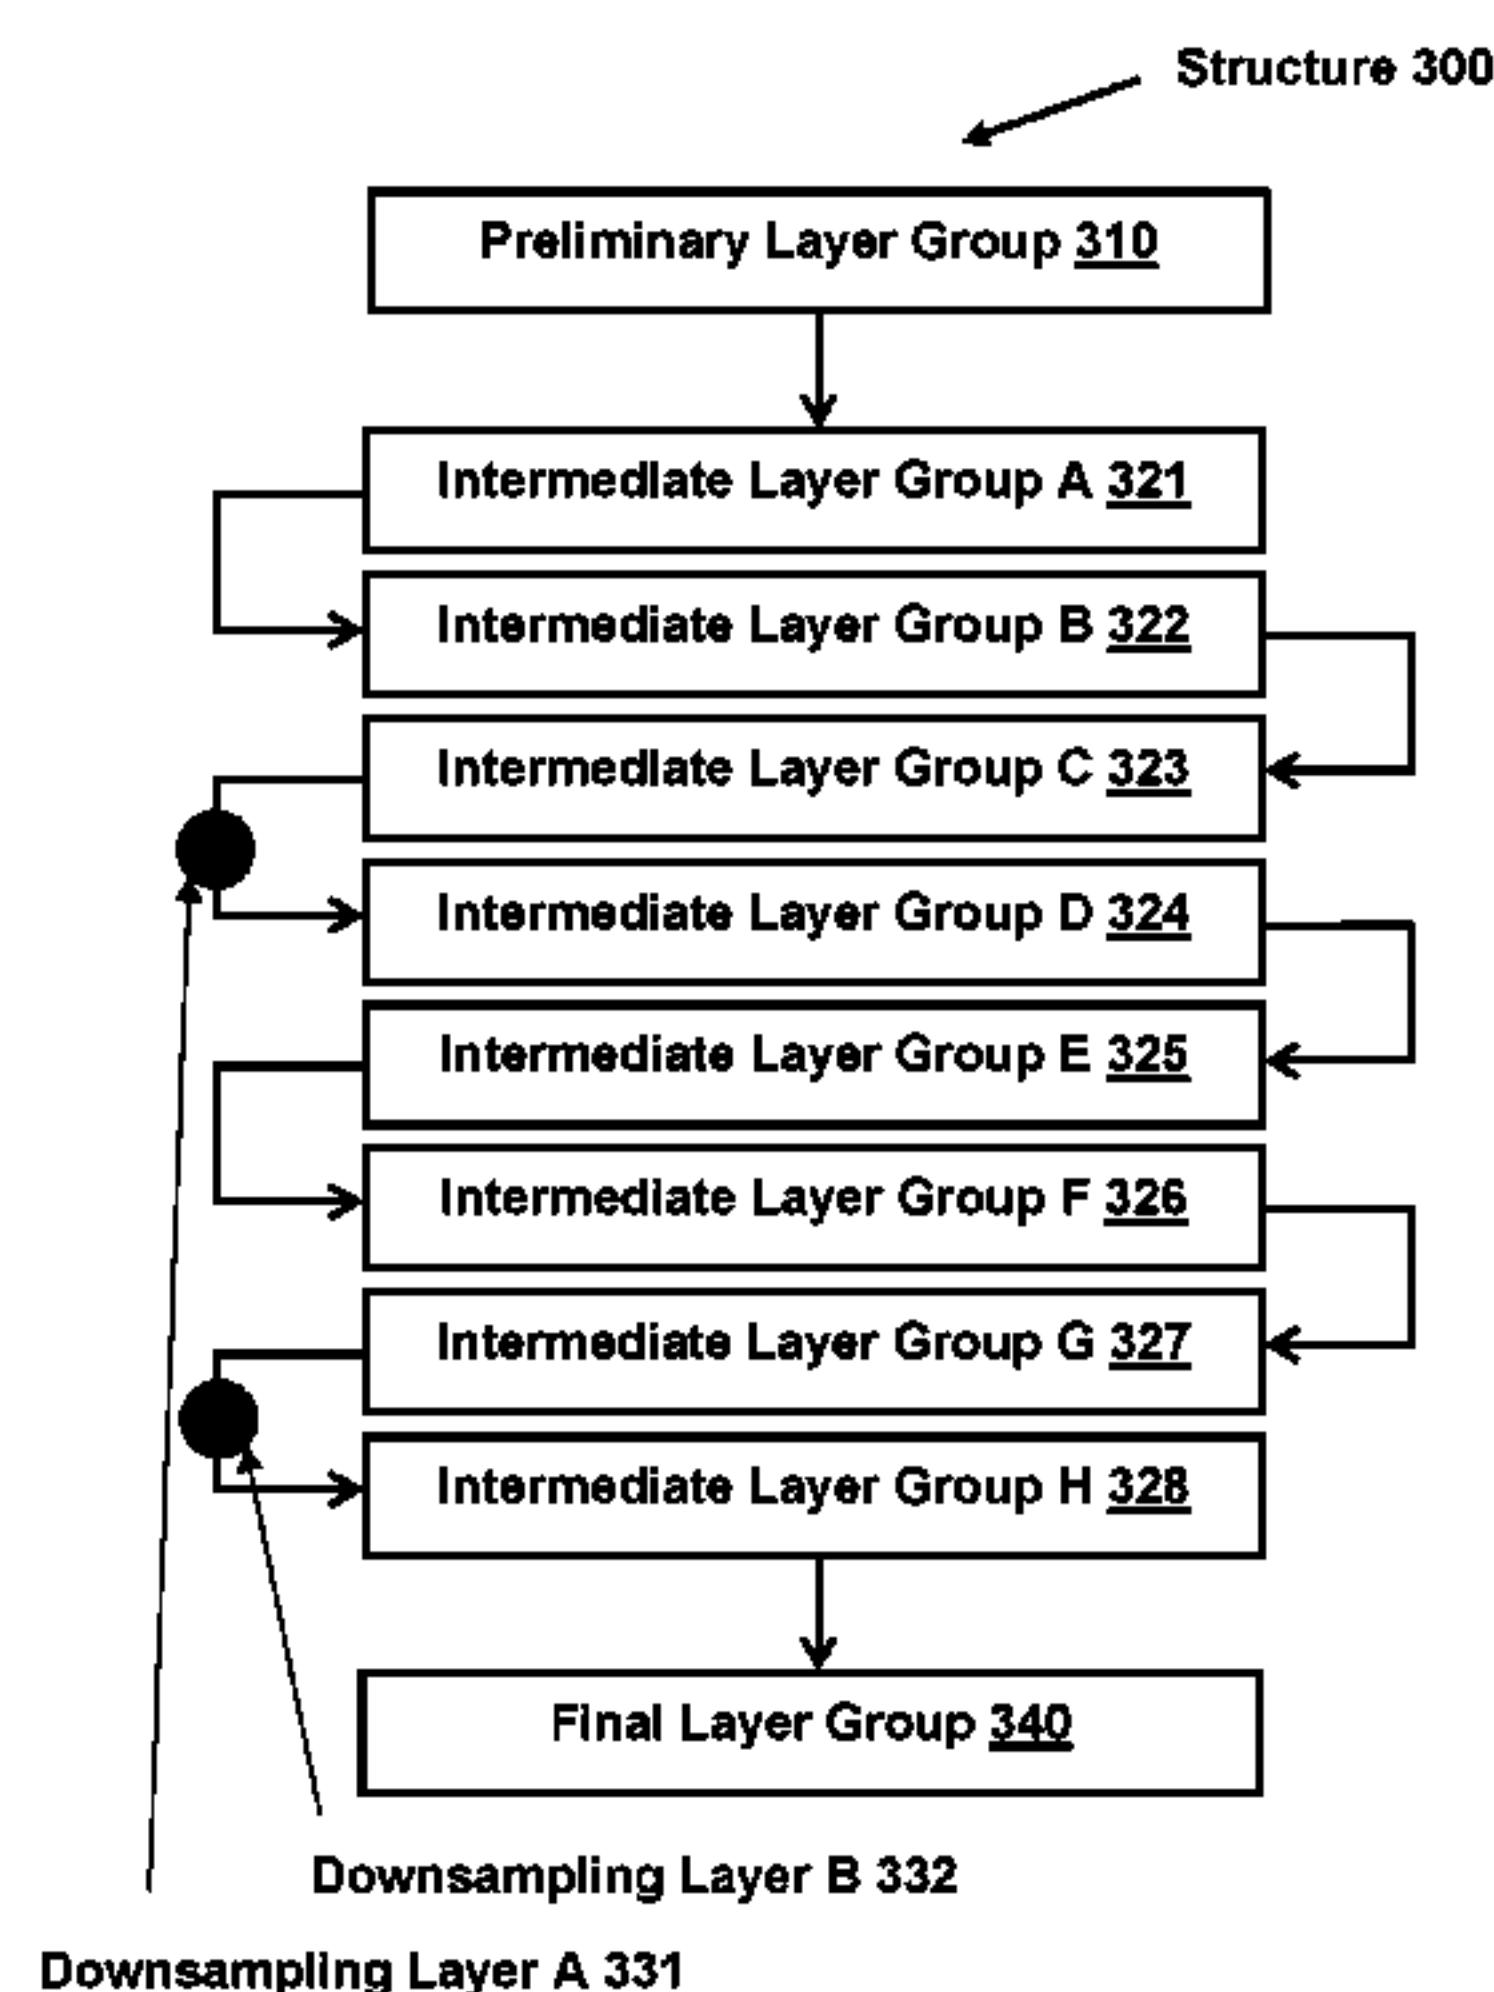 Structure 300
Preliminary Layer Group 310
Intermediate Layer Group A 321
Intermediate Layer Group B 322
Intermediate Layer Group C 323
Intermediate Layer Group D 324
Intermediate Layer Group E 325
Intermediate Layer Group F 326
Intermediate Layer Group G 327
Intermediate Layer Group H 328
Final Layer Group 340
Downsampling Layer B 332
Downsampling Layer A 331